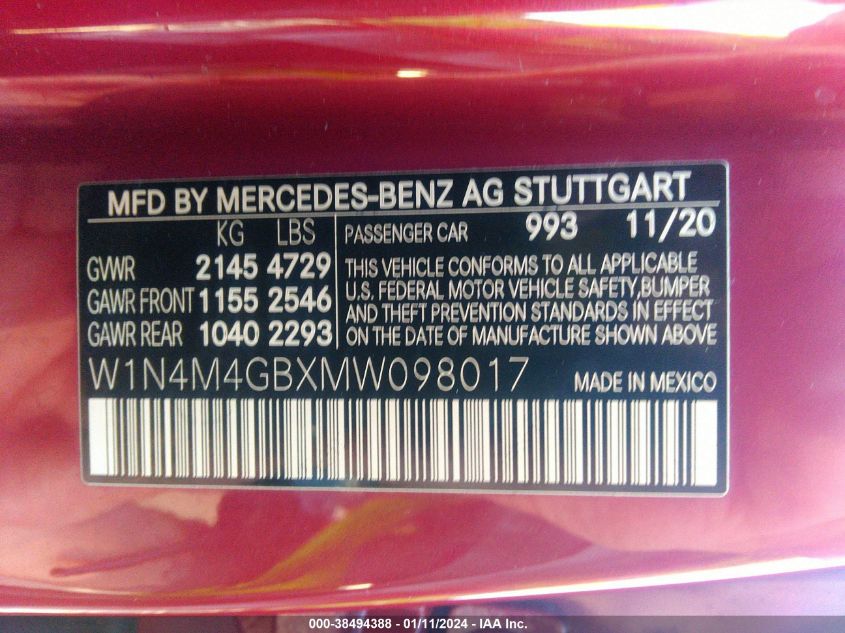 MFD BY MERCEDES-BENZ AG STUTTGART
KG LBS
GVWR 2145 4729
GAWR FRONT 1155 2546
GAWR REAR 1040 2293
PASSENGER CAR 993 11/20
THIS VEHICLE CONFORMS TO ALL APPLICABLE
U.S. FEDERAL MOTOR VEHICLE SAFETY,BUMPER
AND THEFT PREVENTION STANDARDS IN EFFECT
ON THE DATE OF MANUFACTURE SHOWN ABOVE
W1N4M4GBXMW098017 MADE IN MEXICO
000-38494388 - 01/11/2024 - IAA Inc.